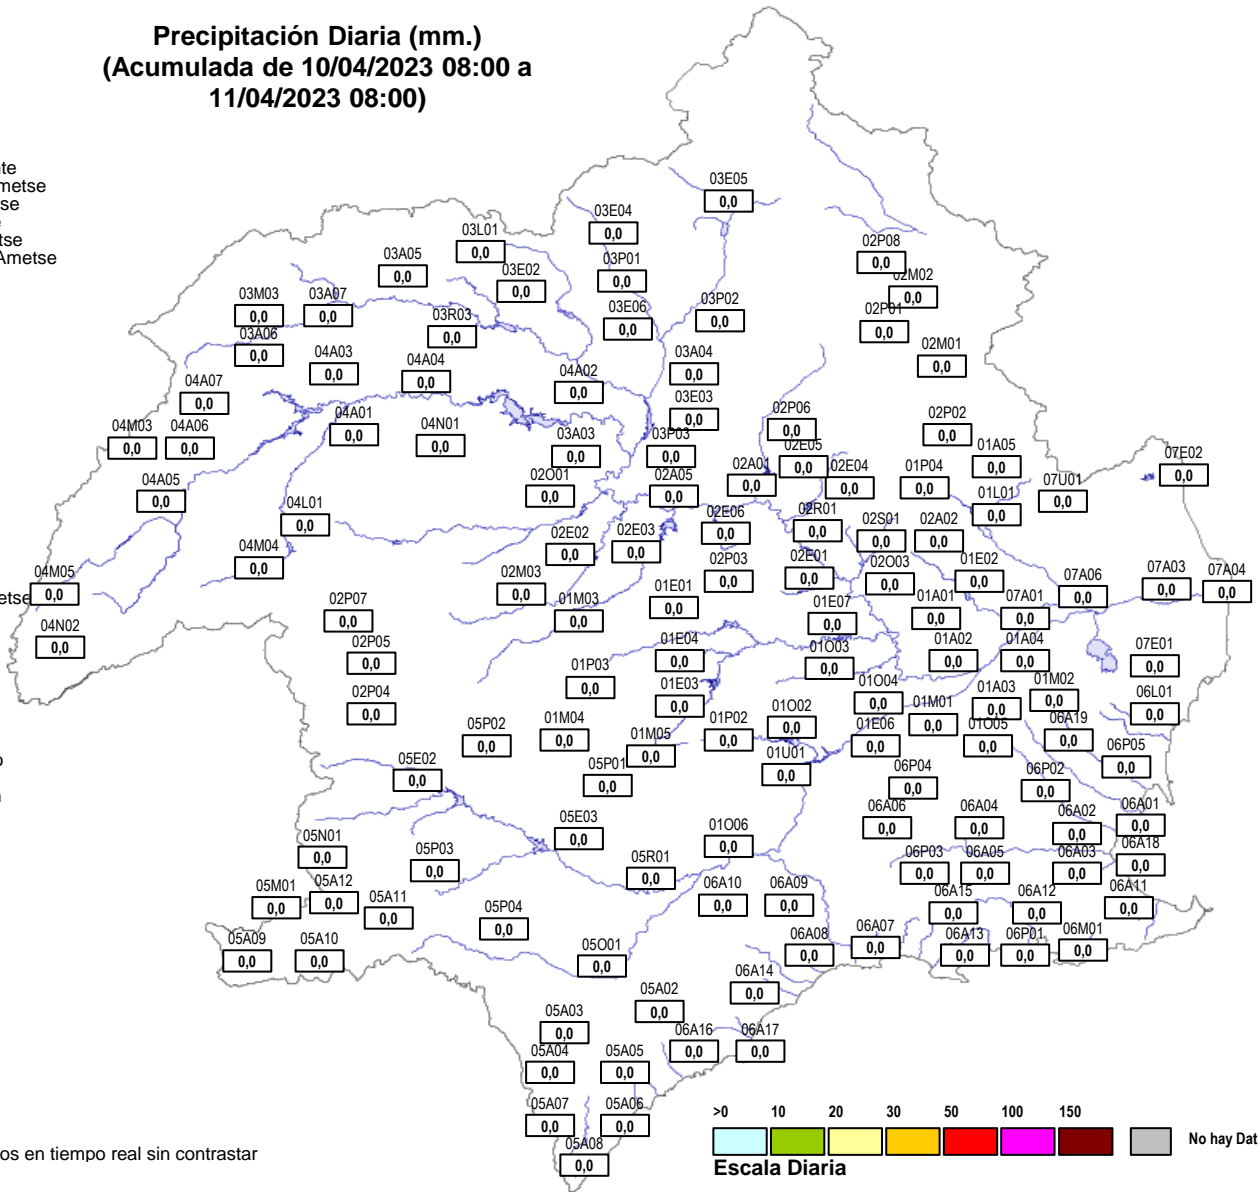 Precipitación Diaria (mm.)
(Acumulada de 10/04/2023 08:00 a
11/04/2023 08:00)
te
metse
se
tse
Ametse
03E05
0,0
03E04
0,0
03L01
0,0
03A05
0,0
03E02
0,0
03P01
0,0
02P08
0,0
02M02
0,0
03M03
0,0
03A07
0,0
03R03
0,0
03E06
0,0
03P02
0,0
02P01
0,0
03A06
0,0
04A03
0,0
04A04
0,0
04A02
0,0
03A04
0,0
02M01
0,0
04A07
0,0
03E03
0,0
04M03
0,0
04A06
0,0
04A01
0,0
04N01
0,0
03A03
0,0
03P03
0,0
02P06
0,0
02E05
0,0
02P02
0,0
01A05
0,0
07E02
0,0
04A05
0,0
02O01
0,0
02A05
0,0
02A01
0,0
02E04
0,0
01P04
0,0
01L01
0,0
07U01
0,0
04L01
0,0
02E02
0,0
02E03
0,0
02E06
0,0
02R01
0,0
02S01
0,0
02A02
0,0
04M04
0,0
02M03
0,0
02P03
0,0
02E01
0,0
02O03
0,0
01E02
0,0
07A06
0,0
07A03
0,0
07A04
0,0
04M05
0,0
etse
02P07
0,0
01M03
0,0
01E01
0,0
01E07
0,0
01A01
0,0
07A01
0,0
04N02
0,0
02P05
0,0
01E04
0,0
01O03
0,0
01A02
0,0
01A04
0,0
07E01
0,0
02P04
0,0
01P03
0,0
01E03
0,0
01O04
0,0
01M01
0,0
01A03
0,0
01M02
0,0
06L01
0,0
05P02
0,0
01M04
0,0
01M05
0,0
01P02
0,0
01O02
0,0
01E06
0,0
01O05
0,0
06A19
0,0
06P05
0,0
05E02
0,0
05P01
0,0
01U01
0,0
06P04
0,0
06P02
0,0
05E03
0,0
01O06
0,0
06A06
0,0
06A04
0,0
06A02
0,0
06A01
0,0
05N01
0,0
05P03
0,0
05R01
0,0
06P03
0,0
06A05
0,0
06A03
0,0
06A18
0,0
05M01
0,0
05A12
0,0
05A11
0,0
06A10
0,0
06A09
0,0
06A15
0,0
06A12
0,0
06A11
0,0
05P04
0,0
05A09
0,0
05A10
0,0
05O01
0,0
06A08
0,0
06A07
0,0
06A13
0,0
06P01
0,0
06M01
0,0
06A14
0,0
05A02
0,0
05A03
0,0
06A16
0,0
06A17
0,0
05A04
0,0
05A05
0,0
05A07
0,0
05A06
0,0
05A08
0,0
>0 10 20 30 50 100 150
No hay Dat
Escala Diaria
os en tiempo real sin contrastar